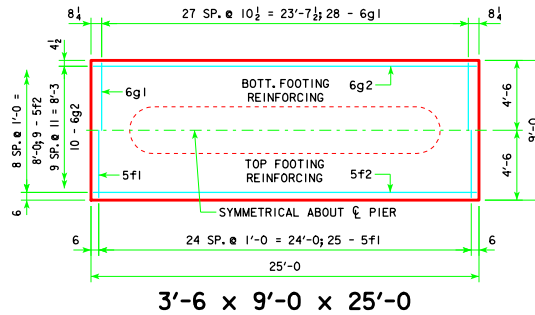 8¼ 27 SP.@ 10½ = 23'-7½; 28 - 6g1 8¼
4½
8 SP.@ 1'-0 =
8'-0; 9 - 5f2
9 SP.@ 11 = 8'-3
10 - 6g2
6
6g1
BOTT.FOOTING
REINFORCING
6g2
4'-6
9'-0
4'-6
5f1
TOP FOOTING
REINFORCING
5f2
SYMMETRICAL ABOUT ℄ PIER
6 24 SP.@ 1'-0 = 24'-0; 25 - 5f1 6
25'-0
3'-6 x 9'-0 x 25'-0